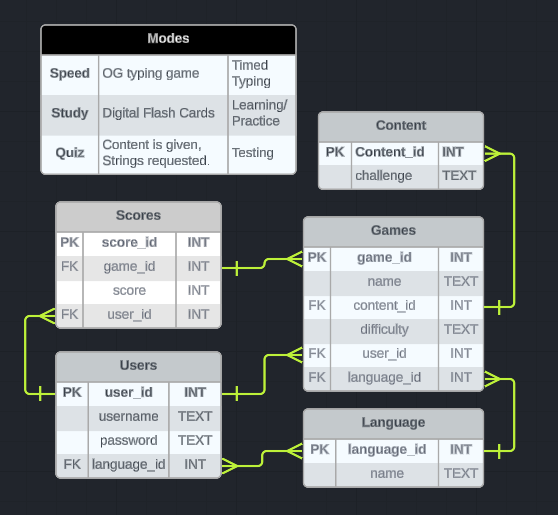 Modes
Speed OG typing game Timed
Typing
Study Digital Flash Cards Learning/
Practice
Quiz Content is given,
Strings requested. Testing
Content
PK Content_id INT
challenge TEXT
Scores
PK score_id INT
FK game_id INT
score INT
FK user_id INT
Games
PK game_id INT
name TEXT
FK content_id INT
difficulty TEXT
FK user_id INT
FK language_id INT
Users
PK user_id INT
username TEXT
password TEXT
FK language_id INT
Language
PK language_id INT
name TEXT